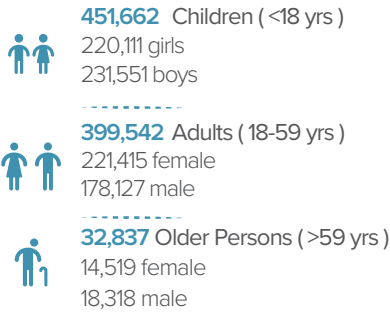 451,662 Children ( <18 yrs )
220,111 girls
231,551 boys
399,542 Adults ( 18-59 yrs )
221,415 female
178,127 male
32,837 Older Persons ( >59 yrs )
14,519 female
18,318 male